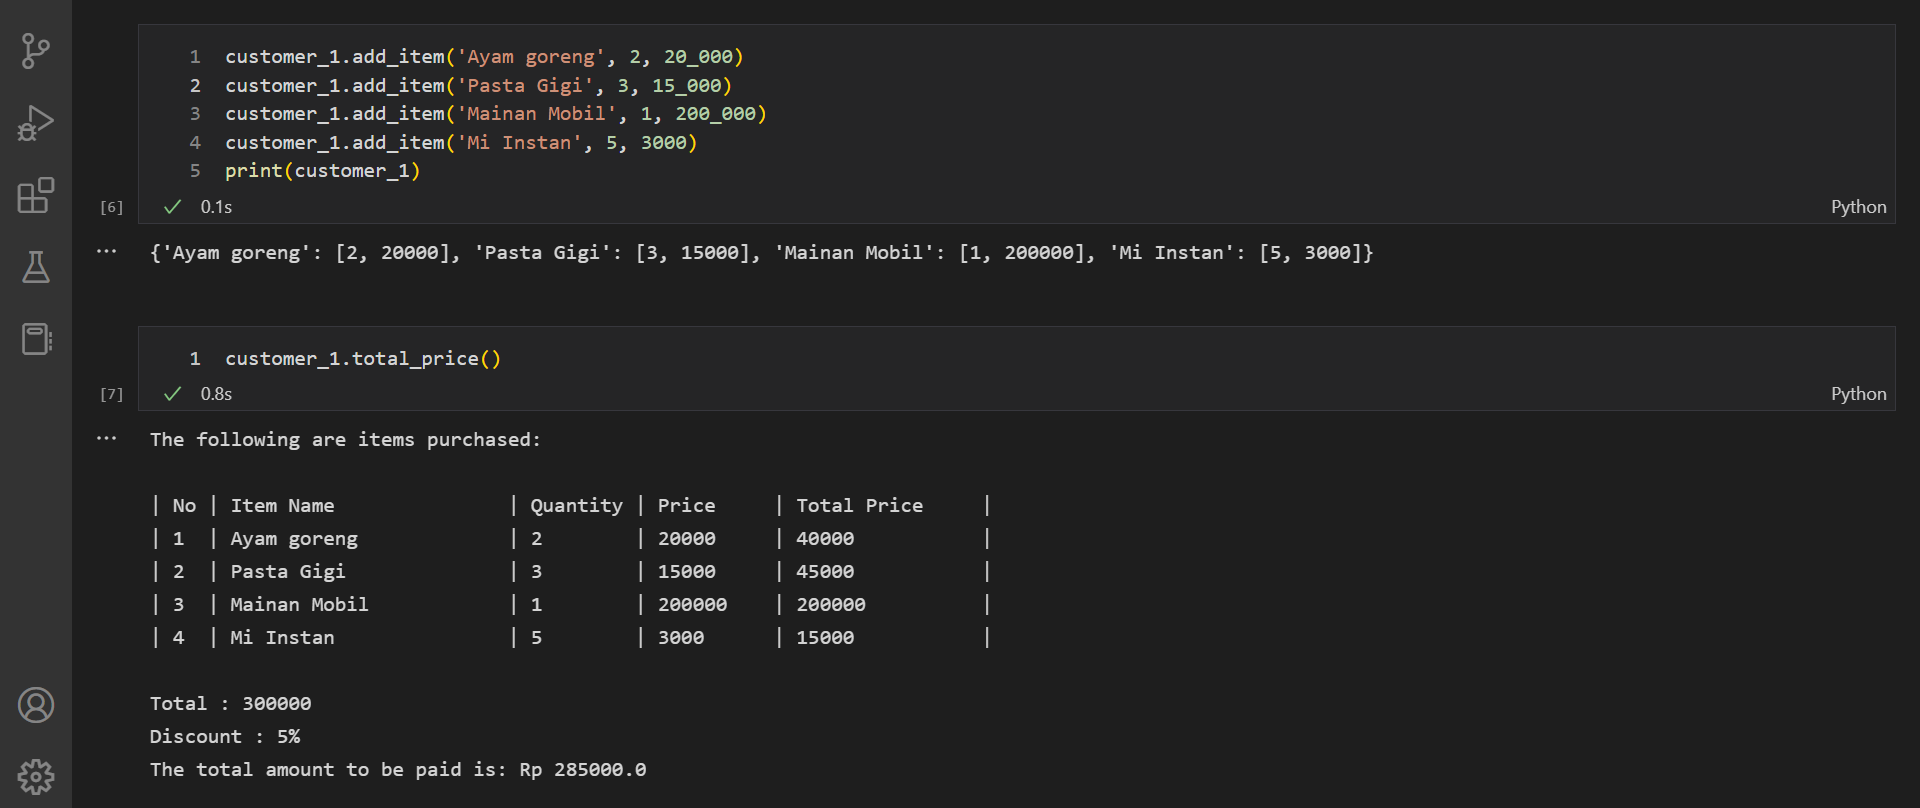 1 customer_1.add_item('Ayam goreng', 2, 20_000)
2 customer_1.add_item('Pasta Gigi', 3, 15_000)
3 customer_1.add_item('Mainan Mobil', 1, 200_000)
4 customer_1.add_item('Mi Instan', 5, 3000)
5 print(customer_1)
[6] 0.1s Python
{'Ayam goreng': [2, 20000], 'Pasta Gigi': [3, 15000], 'Mainan Mobil': [1, 200000], 'Mi Instan': [5, 3000]}
1 customer_1.total_price()
[7] 0.8s Python
The following are items purchased:
| No | Item Name | Quantity | Price | Total Price |
| 1 | Ayam goreng | 2 | 20000 | 40000 |
| 2 | Pasta Gigi | 3 | 15000 | 45000 |
| 3 | Mainan Mobil | 1 | 200000 | 200000 |
| 4 | Mi Instan | 5 | 3000 | 15000 |
Total : 300000
Discount : 5%
The total amount to be paid is: Rp 285000.0